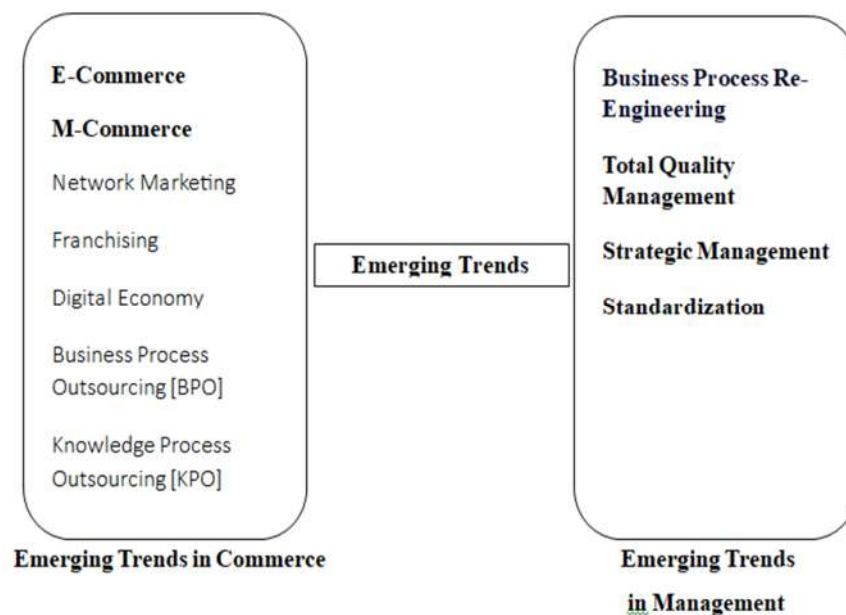 E-Commerce
M-Commerce
Network Marketing
Franchising
Digital Economy
Business Process
Outsourcing [BPO]
Knowledge Process
Outsourcing [KPO]
Emerging Trends in Commerce
Emerging Trends
Business Process Re-
Engineering
Total Quality
Management
Strategic Management
Standardization
Emerging Trends
in Management